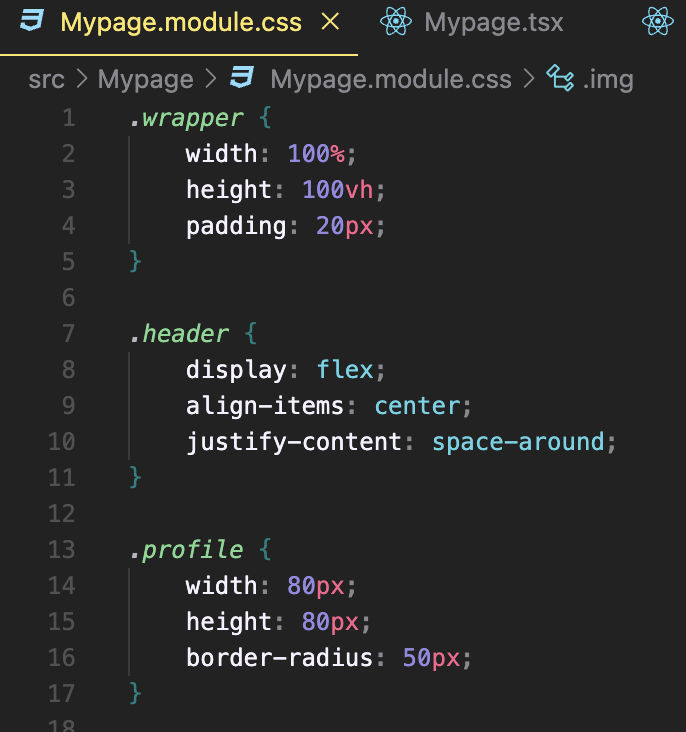 Mypage.module.css × Mypage.tsx
src > Mypage > Mypage.module.css > .img
1 .wrapper {
2 width: 100%;
3 height: 100vh;
4 padding: 20px;
5 }
6
7 .header {
8 display: flex;
9 align-items: center;
10 justify-content: space-around;
11 }
12
13 .profile {
14 width: 80px;
15 height: 80px;
16 border-radius: 50px;
17 }
18